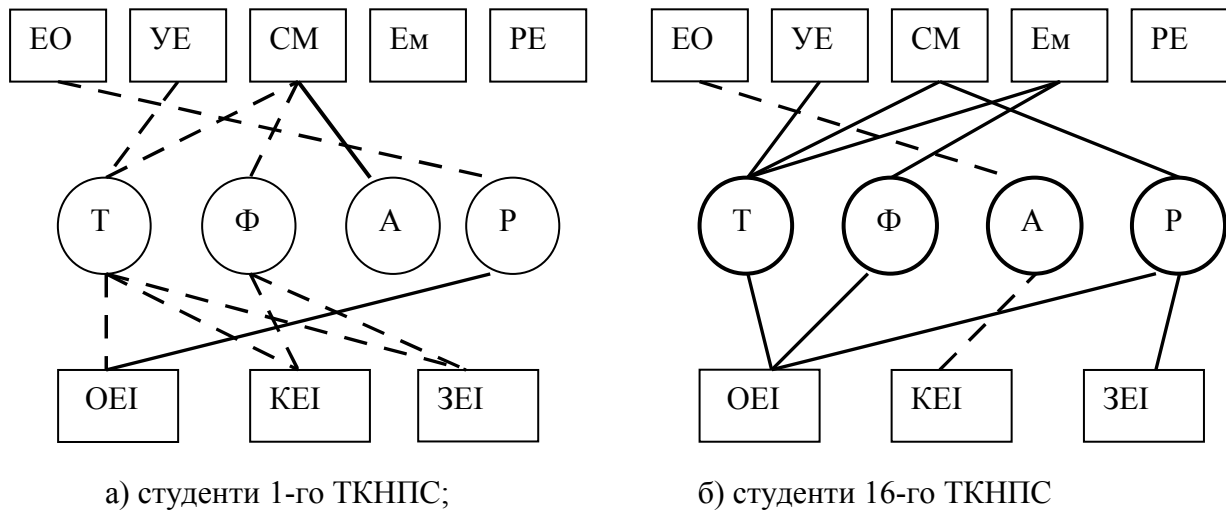 ЕО УЕ СМ Ем РЕ ЕО УЕ СМ Ем РЕ
Т Ф А Р Т Ф А Р
ОЕІ КЕІ ЗЕІ ОЕІ КЕІ ЗЕІ
а) студенти 1-го ТКНПС; б) студенти 16-го ТКНПС